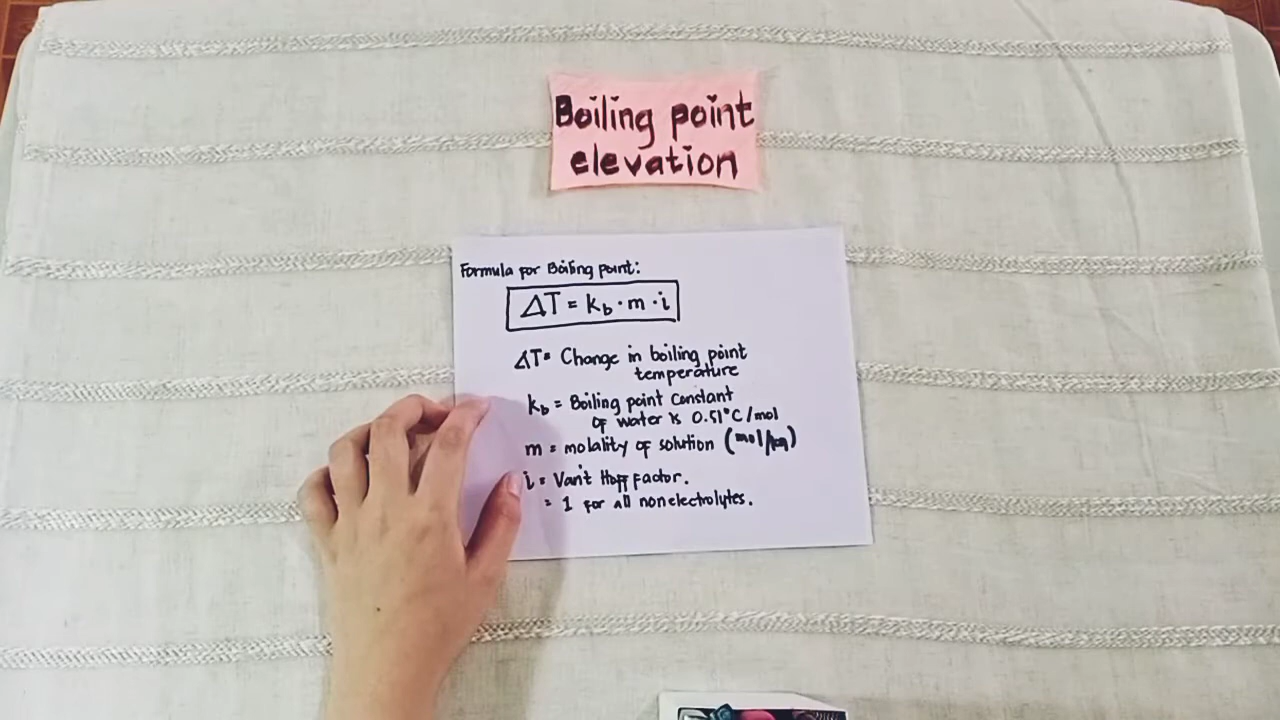 Boiling point
elevation
Formula for Boiling point:
ΔT = kb · m · i
ΔT = Change in boiling point
temperature
kb = Boiling point constant
of water is 0.51°C/mol
m = molality of solution (mol/kg)
i = Van't Hoff factor.
= 1 for all nonelectrolytes.